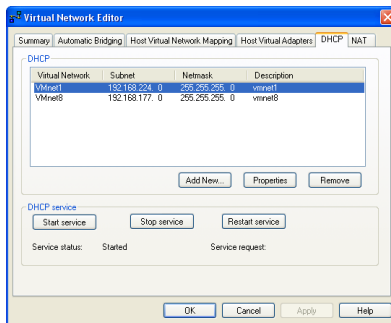 Virtual Network Editor
Summary Automatic Bridging Host Virtual Network Mapping Host Virtual Adapters DHCP NAT
DHCP
Virtual Network Subnet Netmask Description
VMnet1 192.168.224. 0 255.255.255. 0 vmnet1
VMnet8 192.168.177. 0 255.255.255. 0 vmnet8
Add New... Properties Remove
DHCP service
Start service Stop service Restart service
Service status: Started Service request:
OK Cancel Apply Help